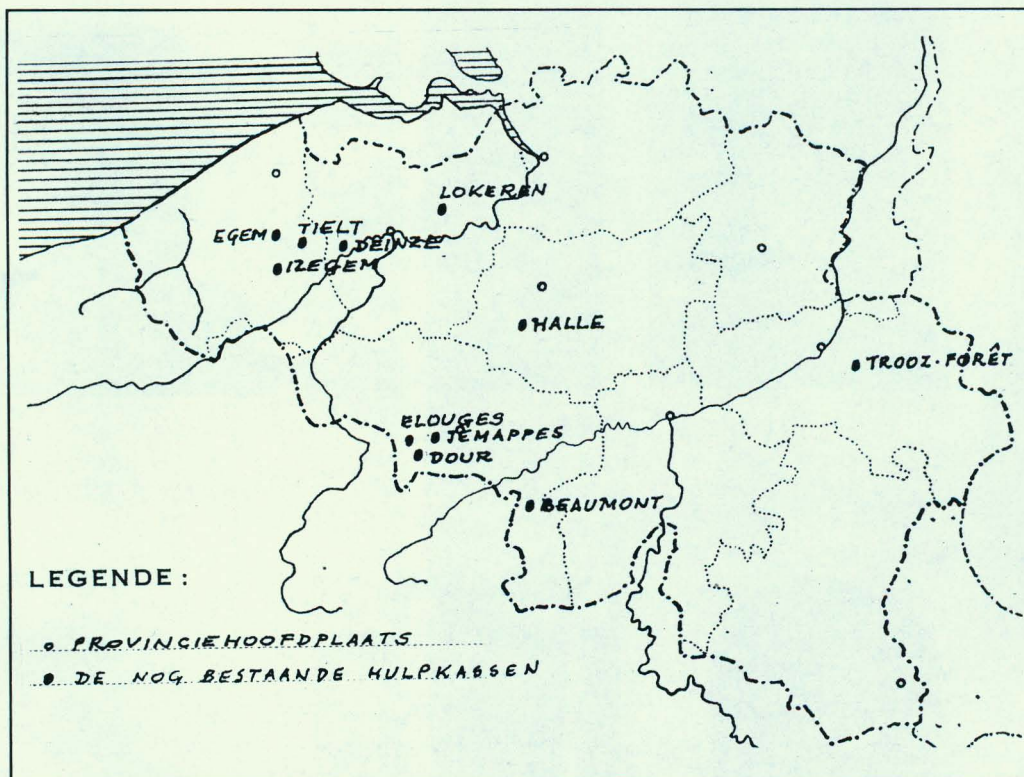 LOKEREN
EGEM
TIELT
DEINZE
IZEGEM
HALLE
TROOZ-FORÊT
ELOUGES
JEMAPPES
DOUR
BEAUMONT
LEGENDE :
PROVINCIEHOOFDPLAATS
DE NOG BESTAANDE HULPKASSEN